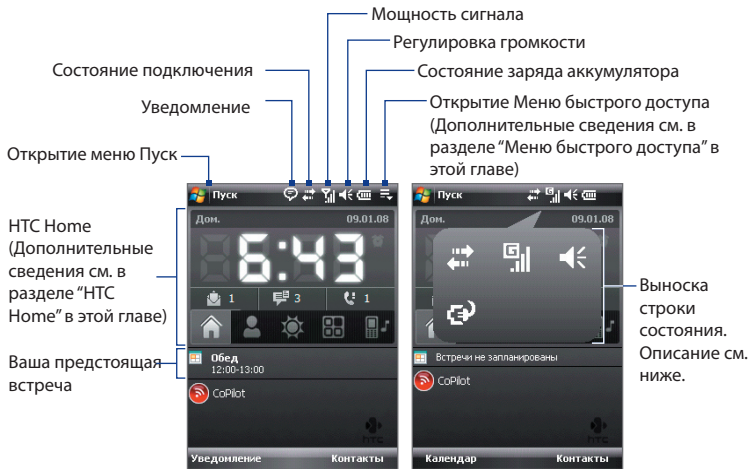 Мощность сигнала
Регулировка громкости
Состояние подключения
Состояние заряда аккумулятора
Уведомление
Открытие Меню быстрого доступа
(Дополнительные сведения см. в
разделе “Меню быстрого доступа” в
этой главе)
Открытие меню Пуск
Пуск
Дом.
09.01.08
6:43
1
3
1
Обед
12:00-13:00
CoPilot
hTC
Уведомление
Контакты
HTC Home
(Дополнительные
сведения см. в
разделе “HTC
Home” в этой главе)
Ваша предстоящая
встреча
Пуск
Дом.
09.01.08
G
Встречи не запланированы
CoPilot
hTC
Календар
Контакты
Выноска
строки
состояния.
Описание см.
ниже.